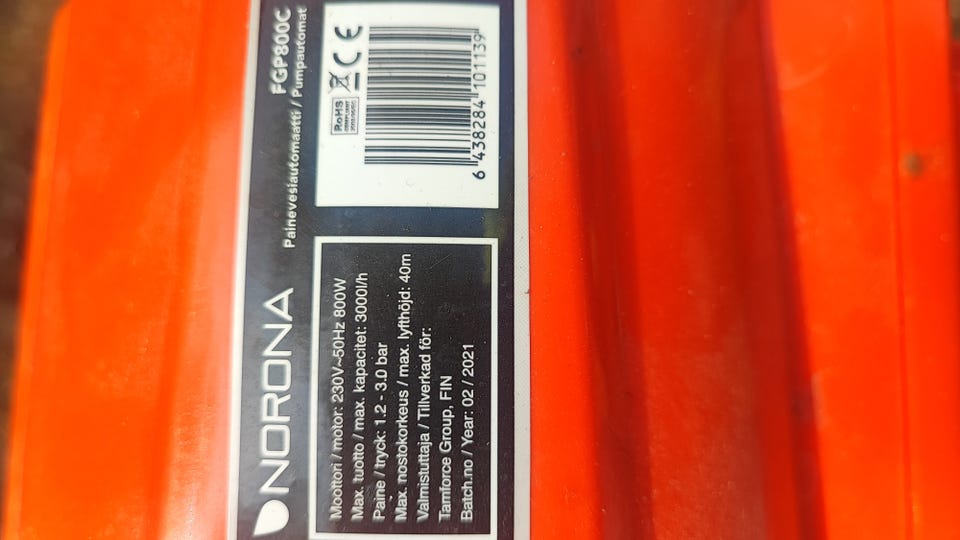 NORONA
FGP800C
Painevesiautomaatti / Pumpautomat
Moottori / motor: 230V~50Hz 800W
Max. tuotto / max. kapacitet: 3000l/h
Paine / tryck: 1.2 - 3.0 bar
Max. nostokorkeus / max. lyfthöjd: 40m
Valmistuttaja / Tillverkad för:
Tamforce Group, FIN
Batch.no / Year: 02 / 2021
RoHS
COMPLIANT
CE
6 438284 101139